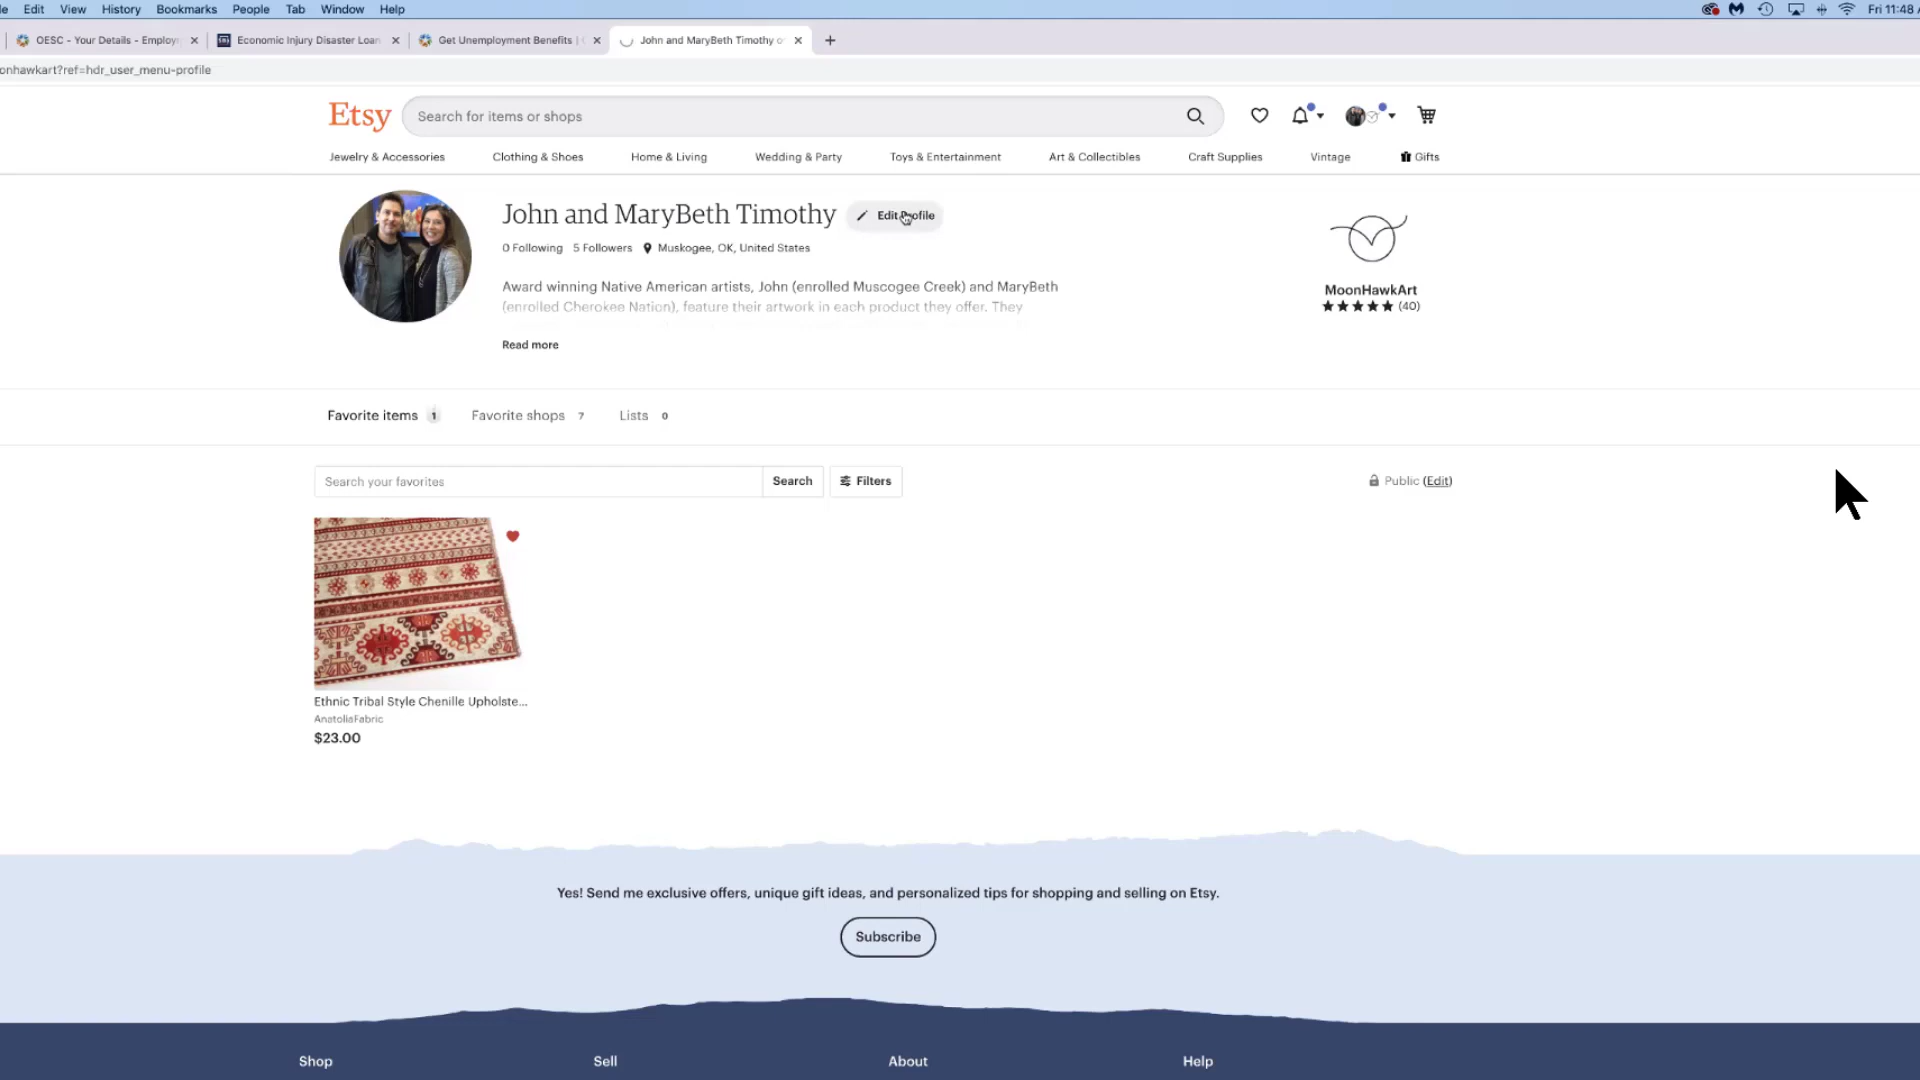 Edit View History Bookmarks People Tab Window Help Fri 11:48
OESC - Your Details - Employ Economic Injury Disaster Loan Get Unemployment Benefits | John and MaryBeth Timothy o
onhawkart?ref=hdr_user_menu-profile
Etsy Search for items or shops
Jewelry & Accessories Clothing & Shoes Home & Living Wedding & Party Toys & Entertainment Art & Collectibles Craft Supplies Vintage Gifts
John and MaryBeth Timothy Edit Profile
0 Following 5 Followers Muskogee, OK, United States
Award winning Native American artists, John (enrolled Muscogee Creek) and MaryBeth
(enrolled Cherokee Nation), feature their artwork in each product they offer. They
Read more
MoonHawkArt
(40)
Favorite items 1 Favorite shops 7 Lists 0
Search your favorites Search Filters Public (Edit)
Ethnic Tribal Style Chenille Upholste...
AnatoliaFabric
$23.00
Yes! Send me exclusive offers, unique gift ideas, and personalized tips for shopping and selling on Etsy.
Subscribe
Shop Sell About Help